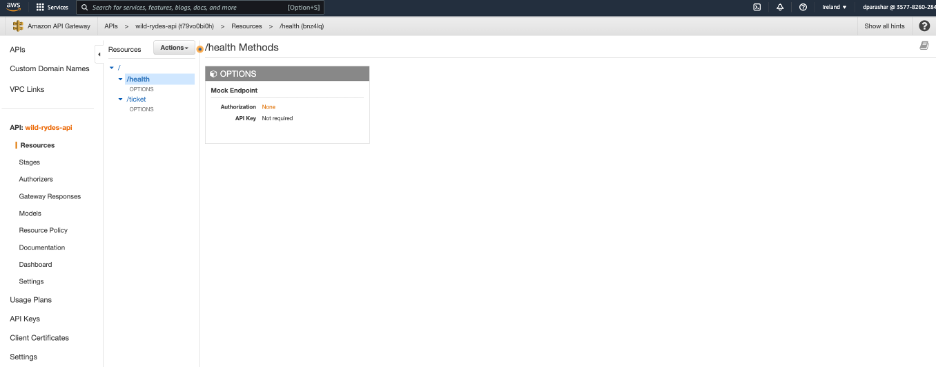 aws Services Search for services, features, blogs, docs, and more [Option+S] Ireland dparashar @ 3577-8260-284
Amazon API Gateway APIs > wild-rydes-api (t79vo0bi0h) > Resources > /health (bnz4lq) Show all hints ?
APIs
Custom Domain Names
VPC Links
API: wild-rydes-api
Resources
Stages
Authorizers
Gateway Responses
Models
Resource Policy
Documentation
Dashboard
Settings
Usage Plans
API Keys
Client Certificates
Settings
Resources Actions
/
/health
OPTIONS
/ticket
OPTIONS
/health Methods
OPTIONS
Mock Endpoint
Authorization None
API Key Not required